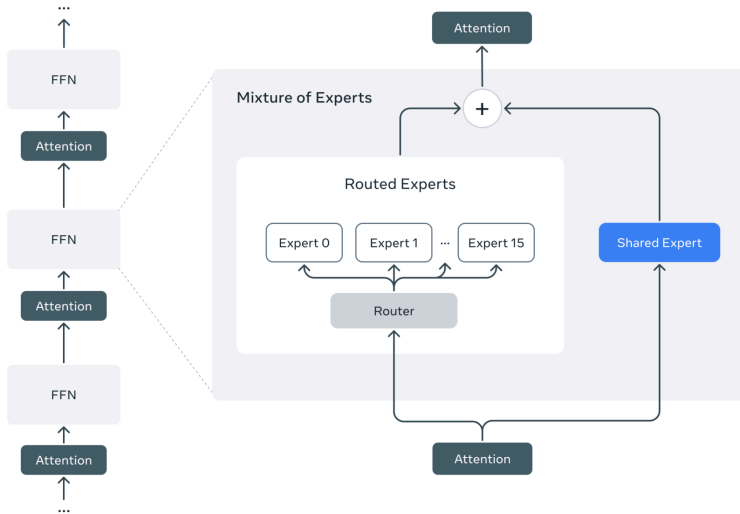 ...
FFN
Attention
FFN
Attention
FFN
Attention
...
Attention
Mixture of Experts
+
Routed Experts
Expert 0
Expert 1
...
Expert 15
Shared Expert
Router
Attention